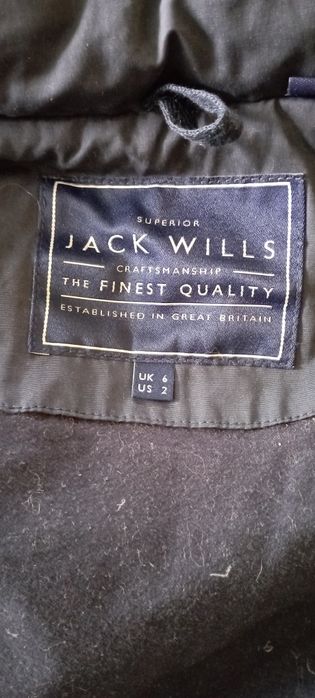 SUPERIOR
JACK WILLS
CRAFTSMANSHIP
THE FINEST QUALITY
ESTABLISHED IN GREAT BRITAIN
UK 6
US 2